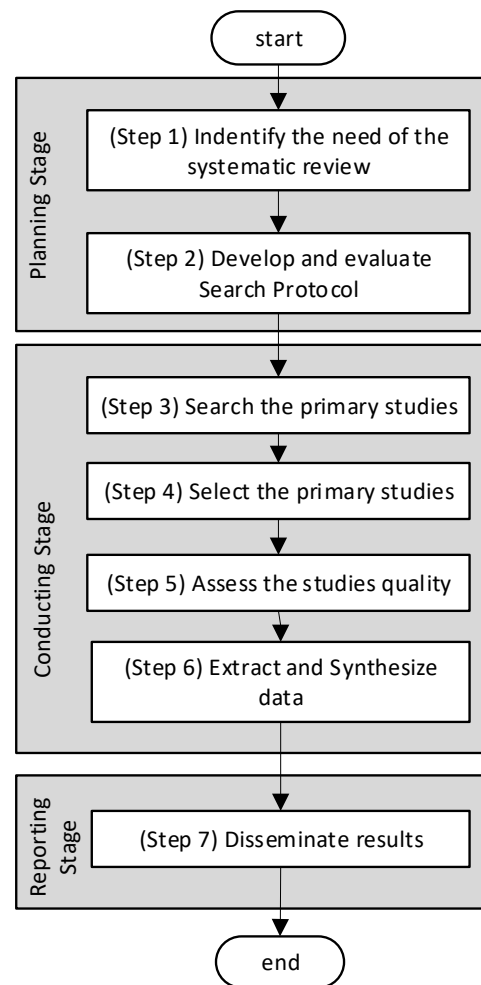 start
Planning Stage
(Step 1) Indentify the need of the
systematic review
(Step 2) Develop and evaluate
Search Protocol
Conducting Stage
(Step 3) Search the primary studies
(Step 4) Select the primary studies
(Step 5) Assess the studies quality
(Step 6) Extract and Synthesize
data
Reporting
Stage
(Step 7) Disseminate results
end